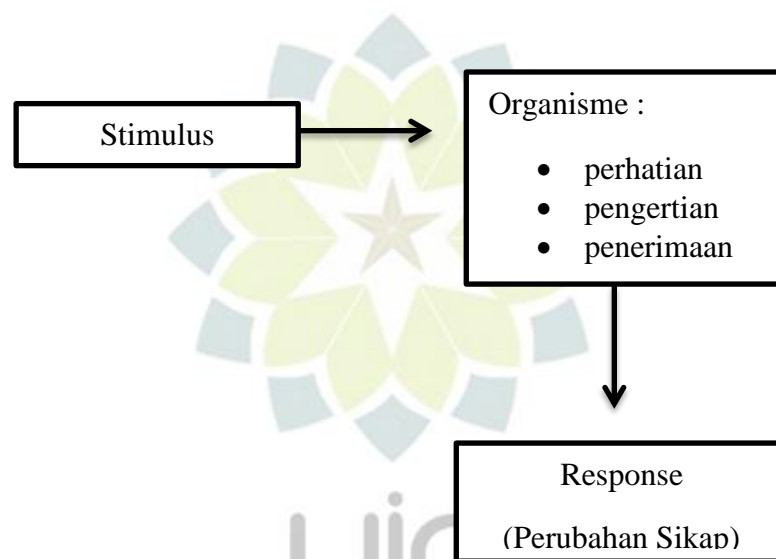 Stimulus
Organisme :
• perhatian
• pengertian
• penerimaan
Response
(Perubahan Sikap)